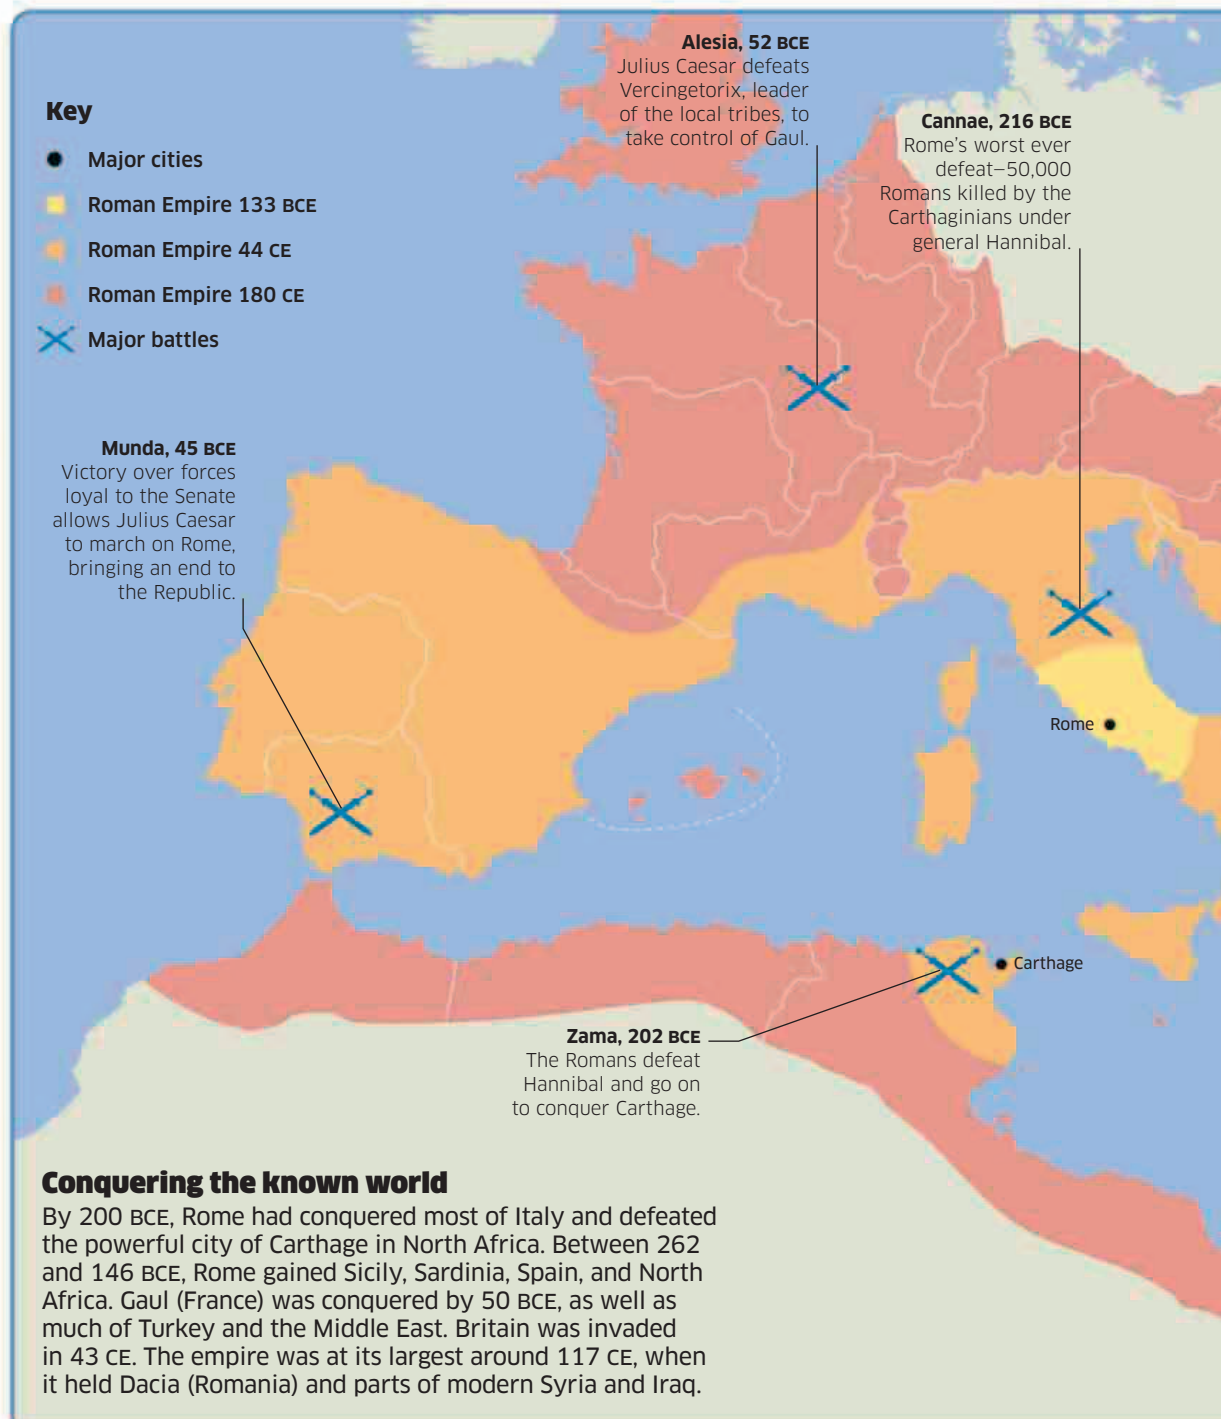 Key
Major cities
Roman Empire 133 BCE
Roman Empire 44 CE
Roman Empire 180 CE
Major battles
Alesia, 52 BCE
Julius Caesar defeats
Vercingetorix, leader
of the local tribes, to
take control of Gaul.
Cannae, 216 BCE
Rome's worst ever
defeat—50,000
Romans killed by the
Carthaginians under
general Hannibal.
Munda, 45 BCE
Victory over forces
loyal to the Senate
allows Julius Caesar
to march on Rome,
bringing an end to
the Republic.
Rome
Carthage
Zama, 202 BCE
The Romans defeat
Hannibal and go on
to conquer Carthage.
Conquering the known world
By 200 BCE, Rome had conquered most of Italy and defeated
the powerful city of Carthage in North Africa. Between 262
and 146 BCE, Rome gained Sicily, Sardinia, Spain, and North
Africa. Gaul (France) was conquered by 50 BCE, as well as
much of Turkey and the Middle East. Britain was invaded
in 43 CE. The empire was at its largest around 117 CE, when
it held Dacia (Romania) and parts of modern Syria and Iraq.